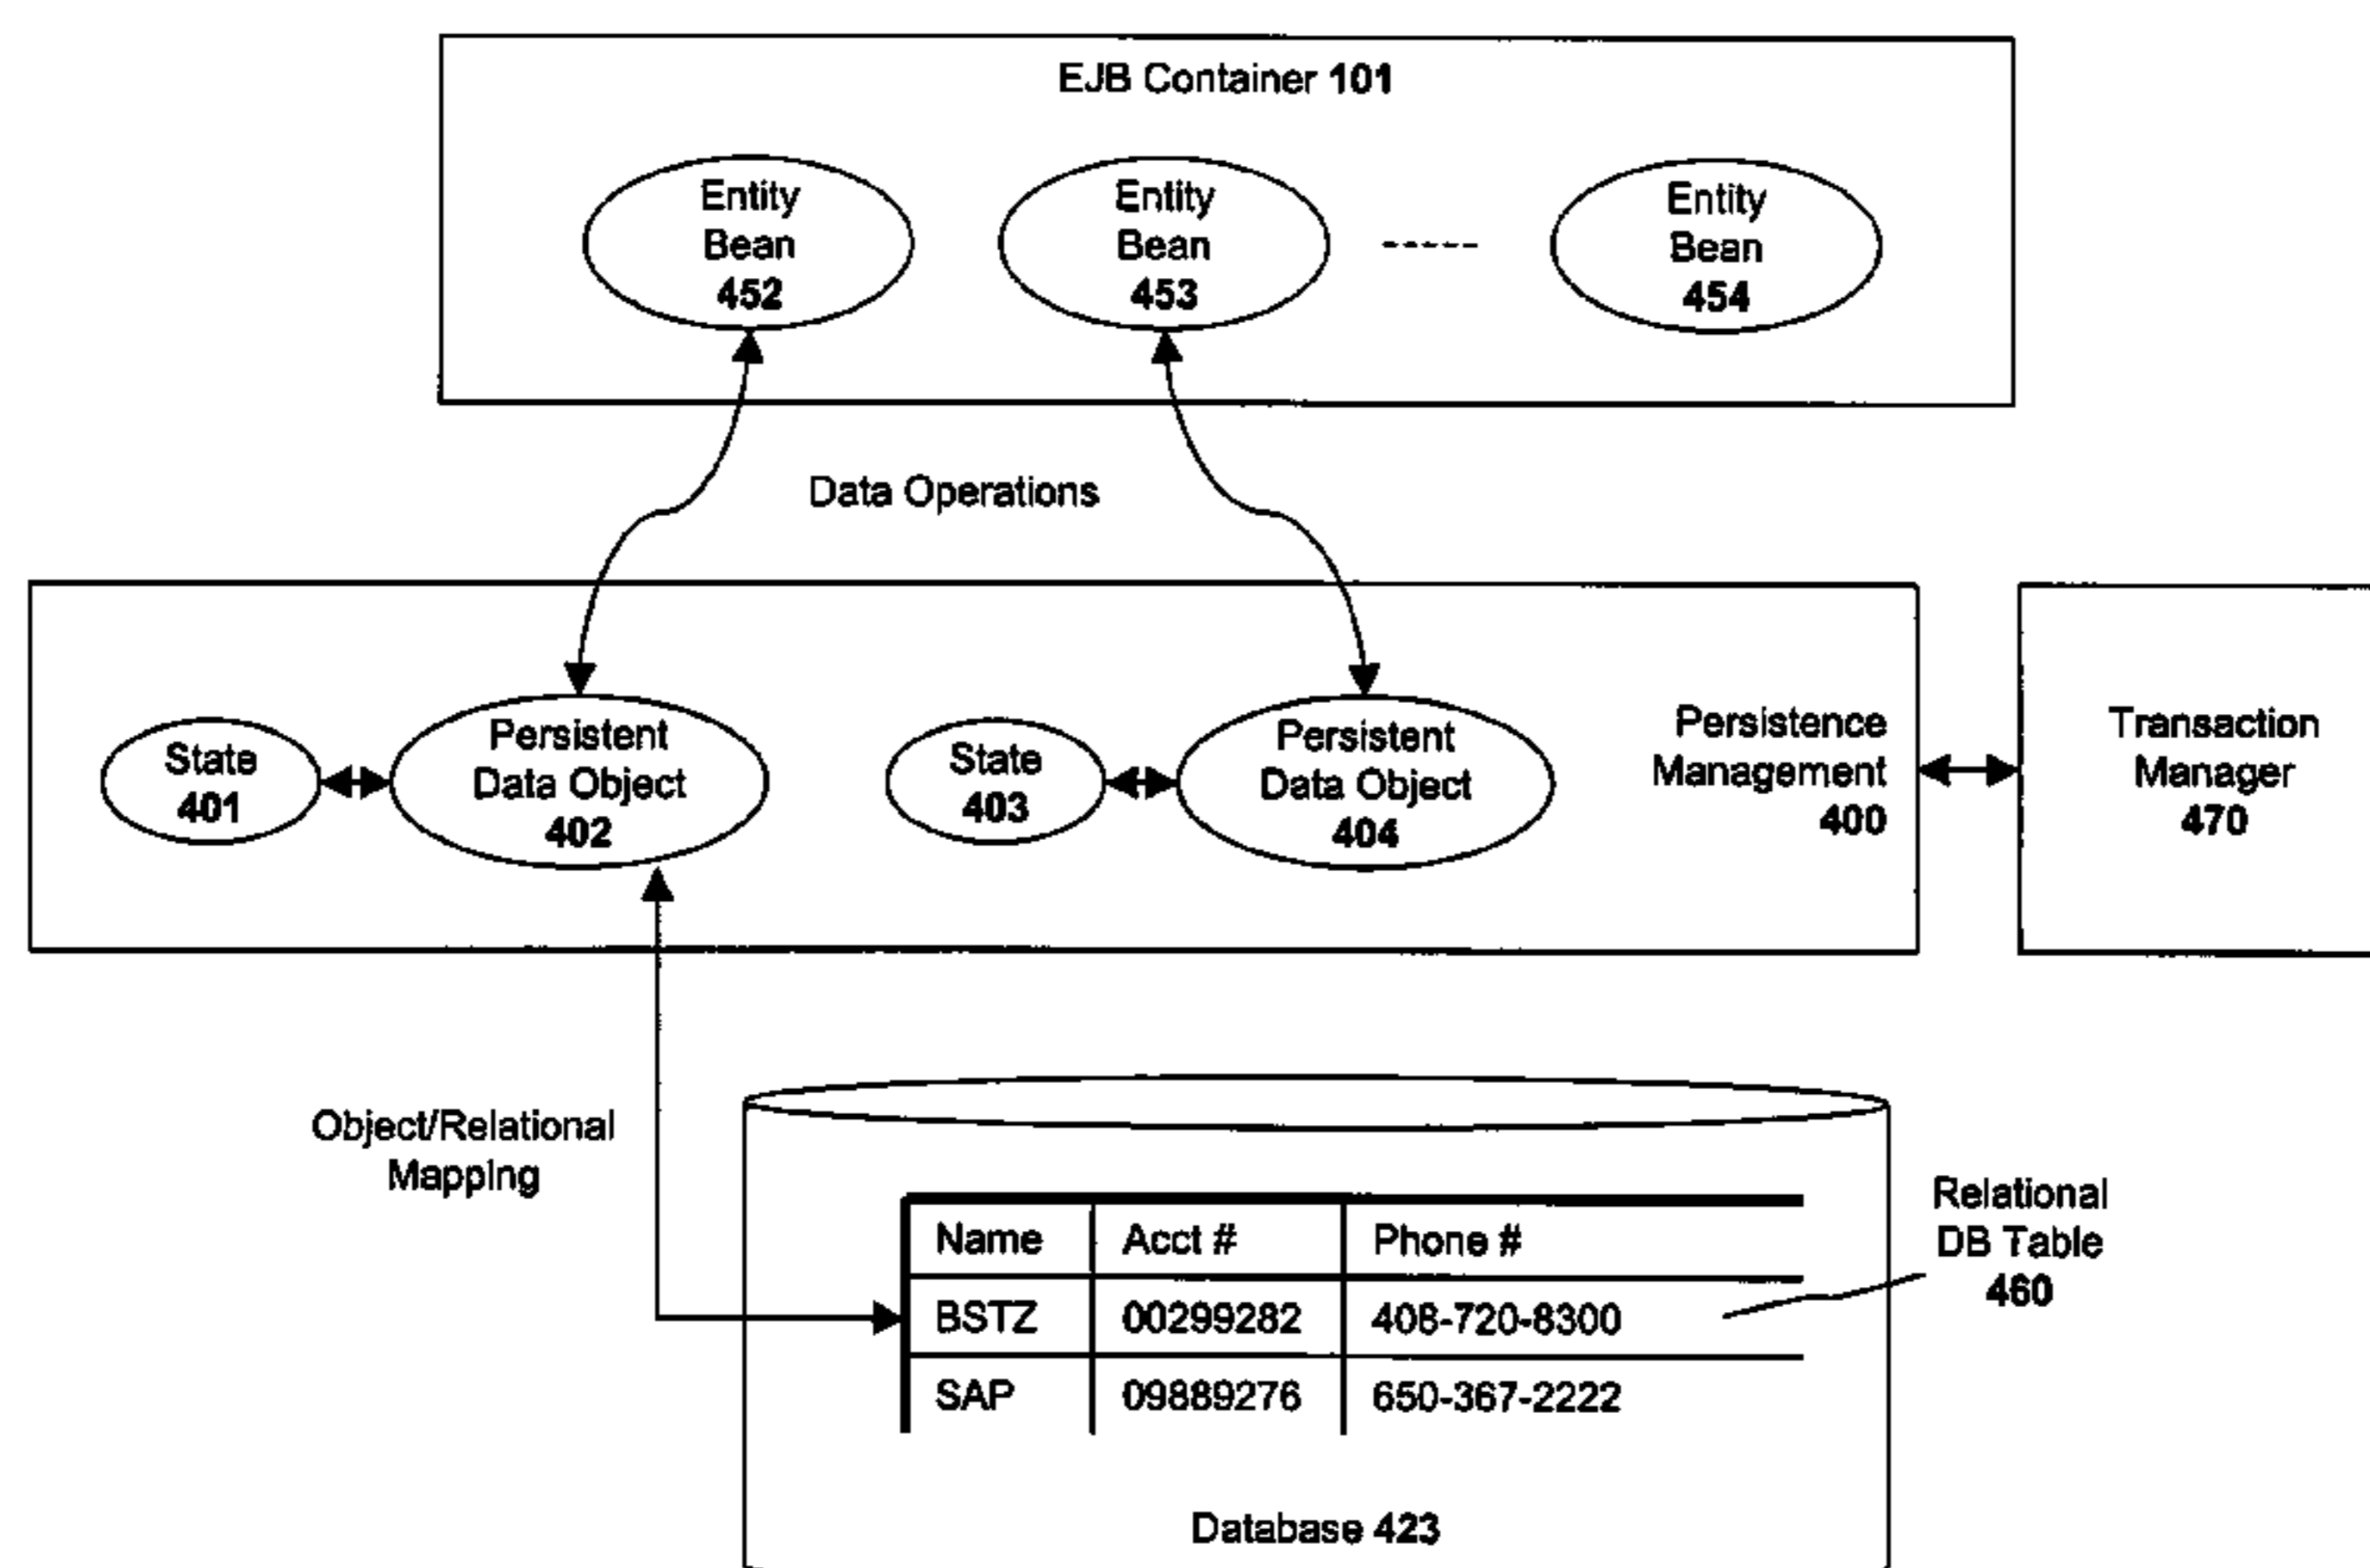 EJB Container 101
Entity
Bean
452
Entity
Bean
453
Entity
Bean
454
Data Operations
State
401
Persistent
Data Object
402
State
403
Persistent
Data Object
404
Persistence
Management
400
Transaction
Manager
470
Object/Relational
Mapping
Name Acct # Phone #
BSTZ 00299282 408-720-8300
SAP 09889276 650-367-2222
Relational
DB Table
460
Database 423